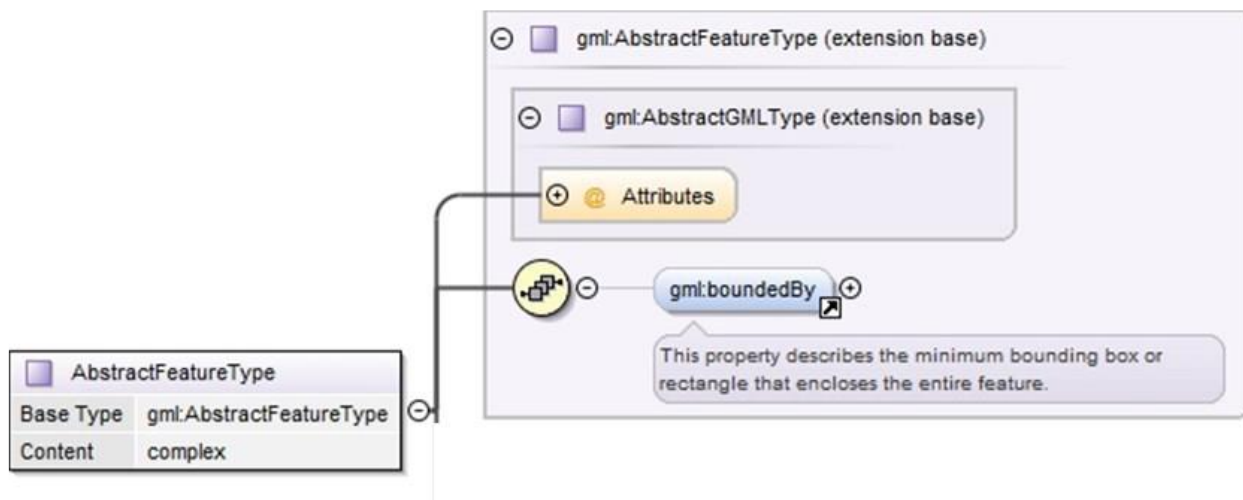 gml:AbstractFeatureType (extension base)
gml:AbstractGMLType (extension base)
@ Attributes
gml:boundedBy
This property describes the minimum bounding box or
rectangle that encloses the entire feature.
AbstractFeatureType
Base Type gml:AbstractFeatureType
Content complex